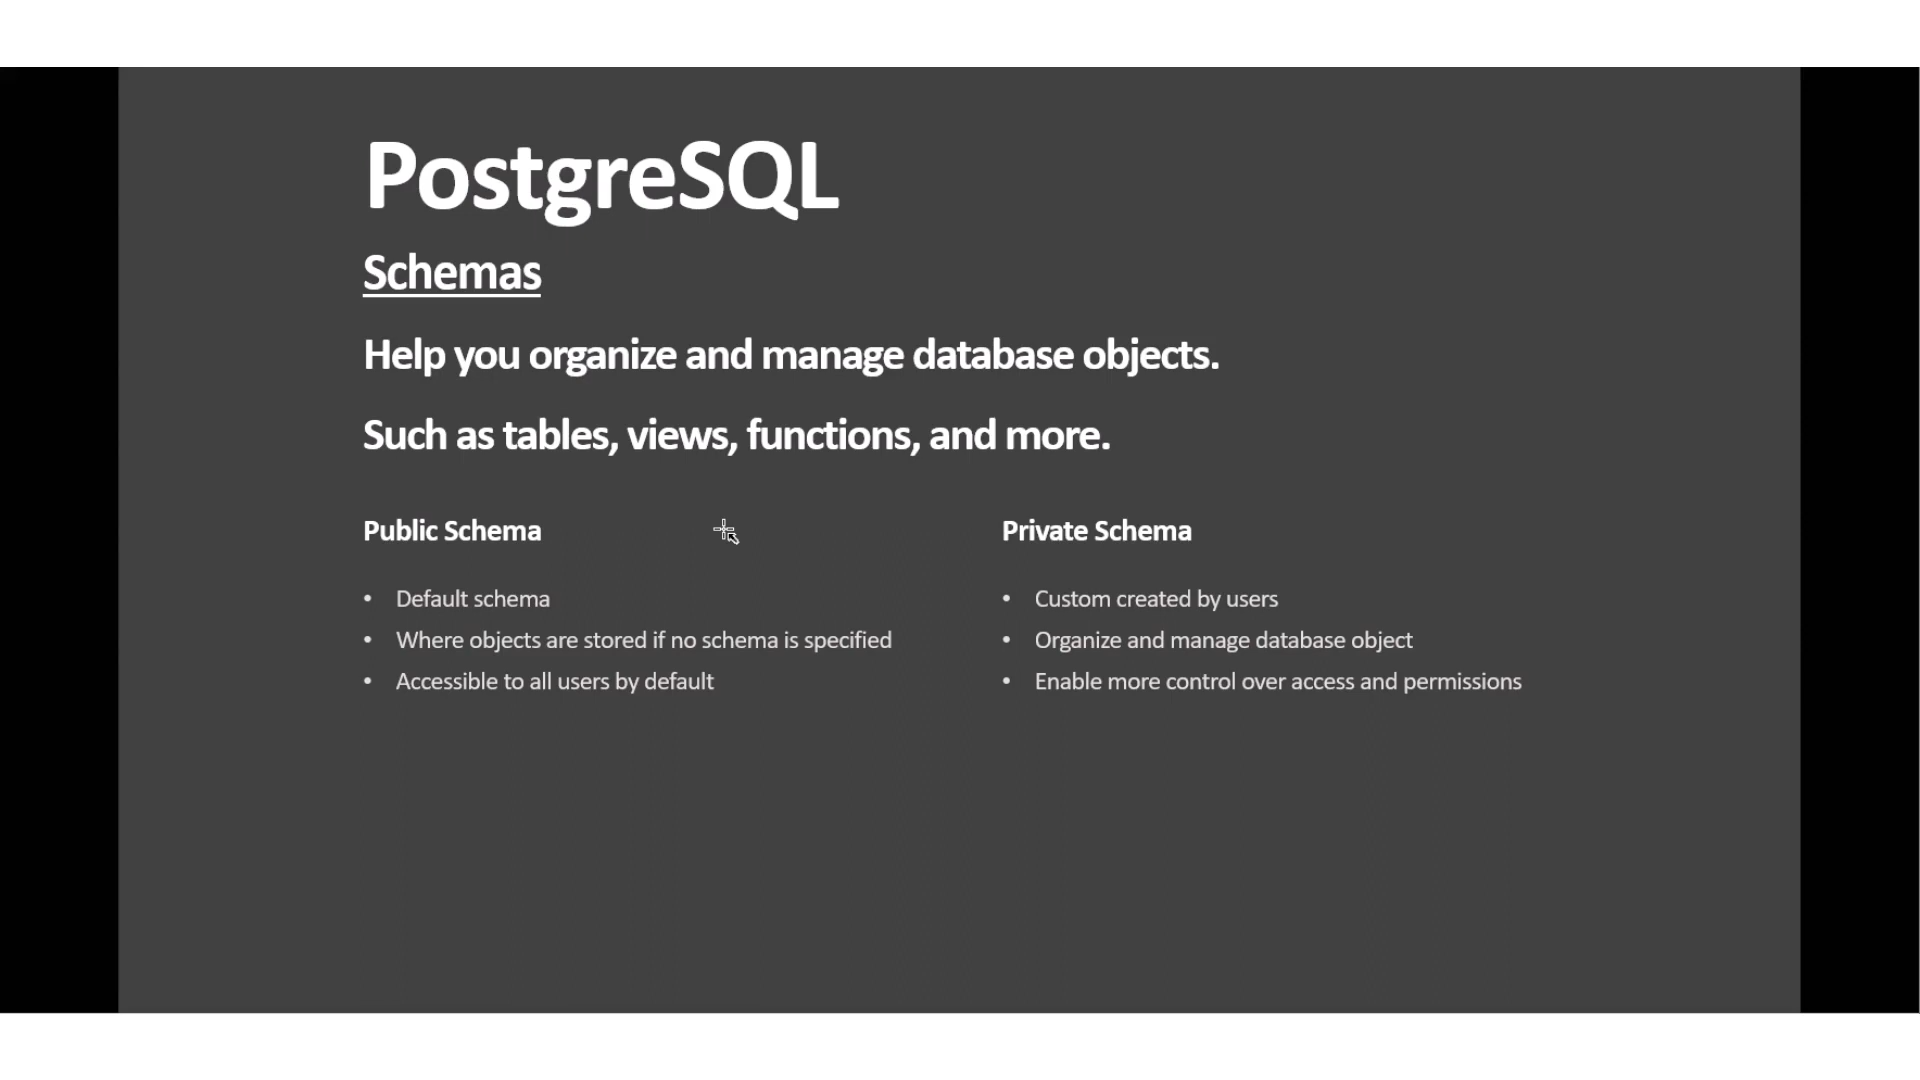 PostgreSQL
Schemas
Help you organize and manage database objects.
Such as tables, views, functions, and more.
Public Schema
• Default schema
• Where objects are stored if no schema is specified
• Accessible to all users by default
Private Schema
• Custom created by users
• Organize and manage database object
• Enable more control over access and permissions